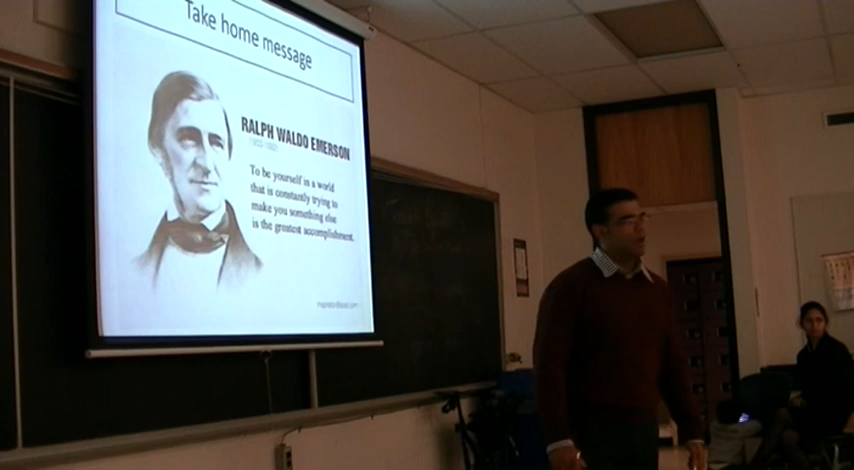 Take home message
RALPH WALDO EMERSON
To be yourself in a world
that is constantly trying to
make you something else
is the greatest accomplishment.